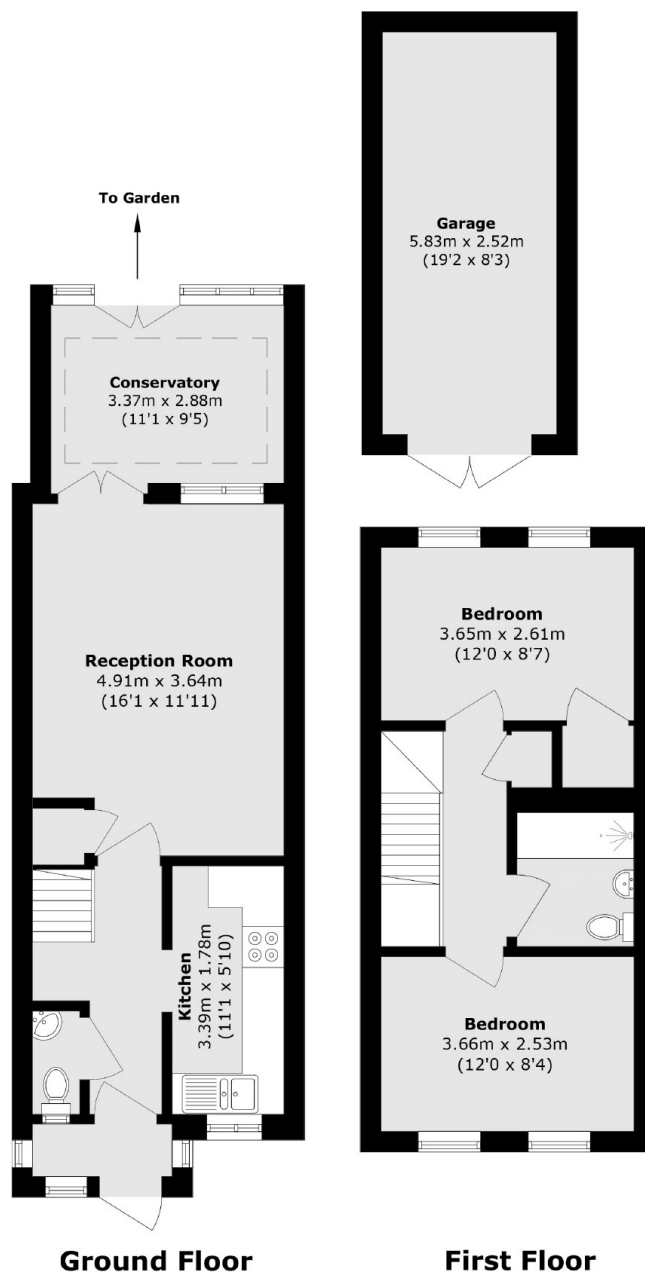 Garage
5.83m x 2.52m
(19'2 x 8'3)
To Garden
Conservatory
3.37m x 2.88m
(11'1 x 9'5)
Reception Room
4.91m x 3.64m
(16'1 x 11'11)
Kitchen
3.39m x 1.78m
(11'1 x 5'10)
Bedroom
3.65m x 2.61m
(12'0 x 8'7)
Bedroom
3.66m x 2.53m
(12'0 x 8'4)
Ground Floor
First Floor